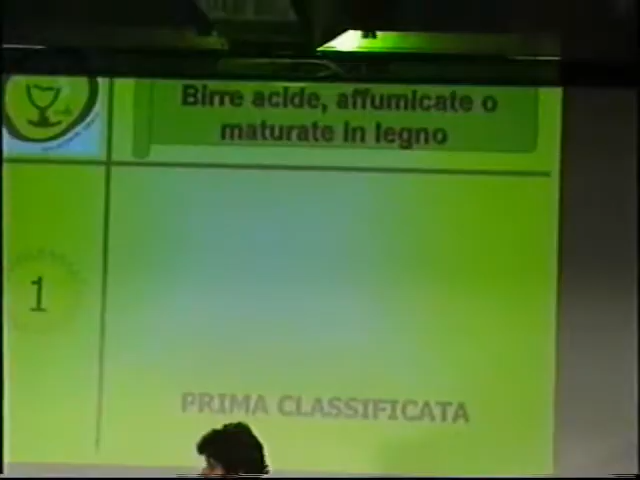 Birre acide, affumicate o
maturate in legno
1
PRIMA CLASSIFICATA